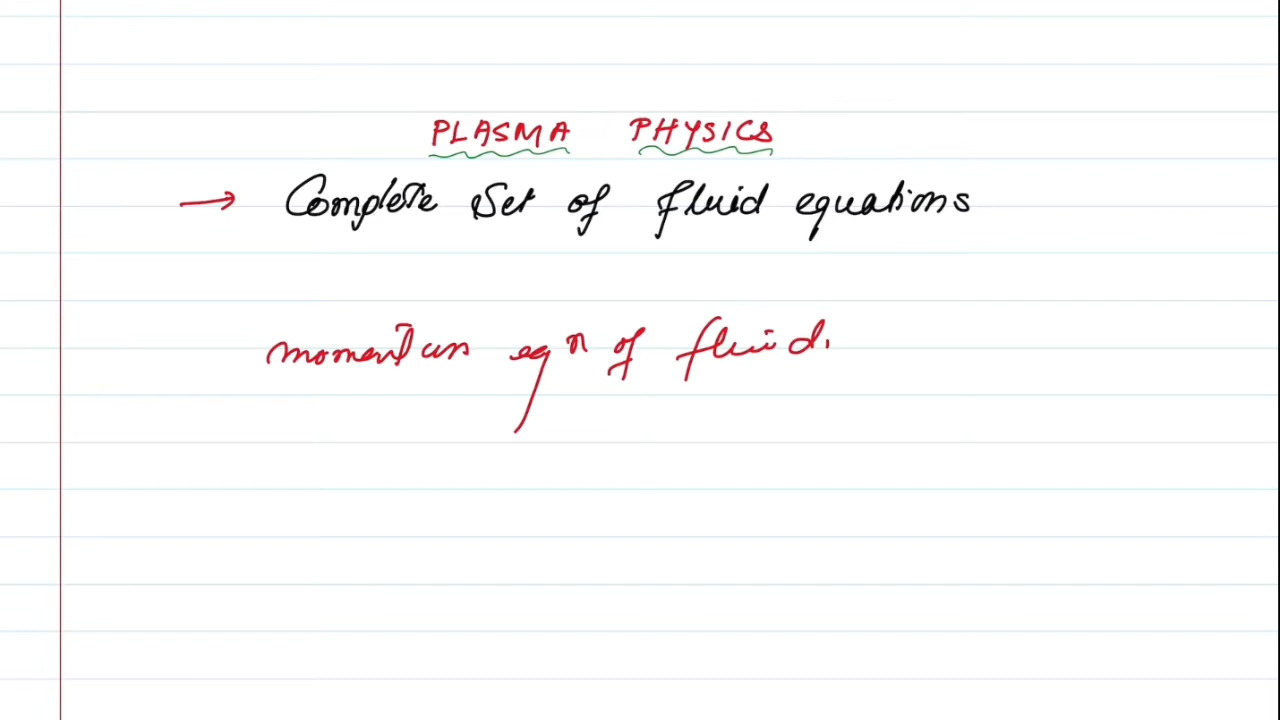 PLASMA PHYSICS
→ Complete Set of fluid equations
momentum eqn of fluid.